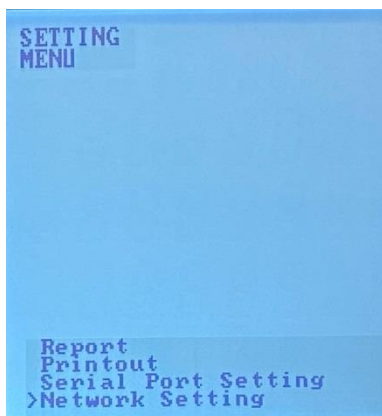 SETTING
MENU
Report
Printout
Serial Port Setting
>Network Setting